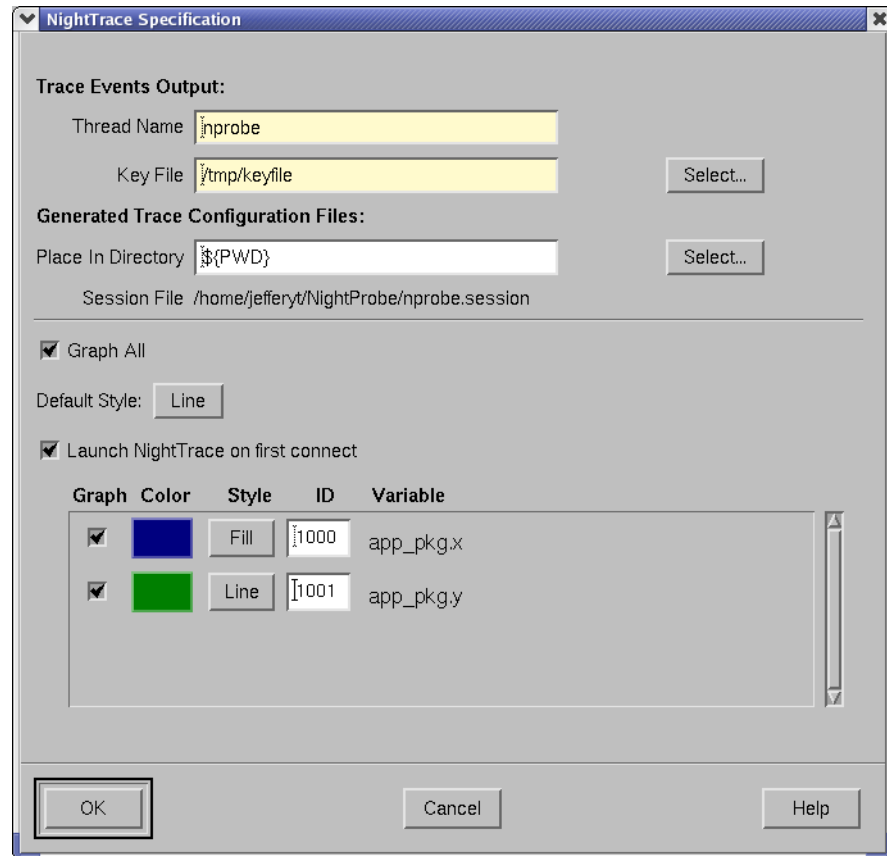 NightTrace Specification
Trace Events Output:
Thread Name nprobe
Key File /tmp/keyfile Select...
Generated Trace Configuration Files:
Place In Directory ${PWD} Select...
Session File /home/jefferyt/NightProbe/nprobe.session
Graph All
Default Style: Line
Launch NightTrace on first connect
Graph Color Style ID Variable
Fill 1000 app_pkg.x
Line 1001 app_pkg.y
OK Cancel Help